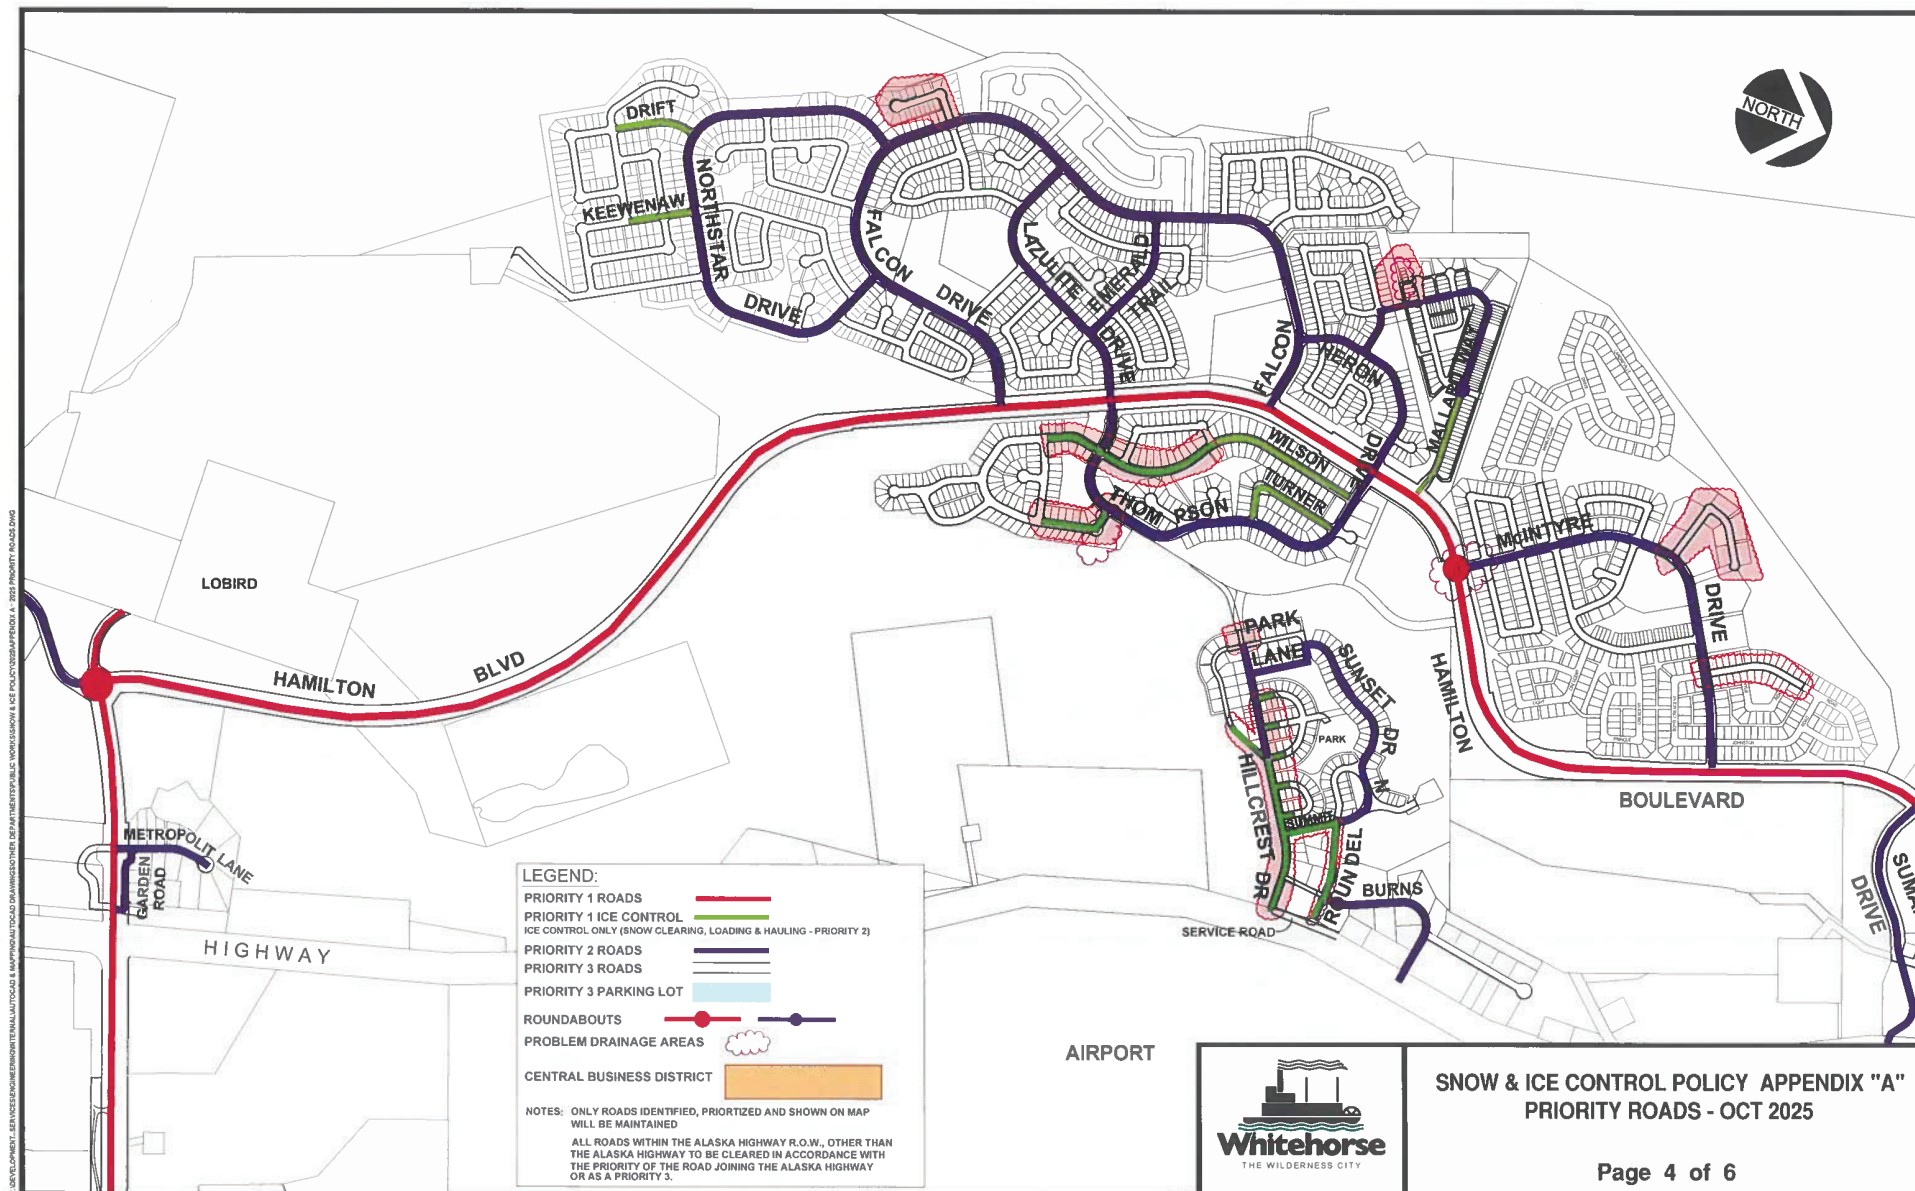 NORTH
DRIFT
KEEWENAW
NORTHSTAR
DRIVE
FALCON
DRIVE
LAZULITE
DRIVE
EMERALD
TRAIL
FALCON
HERON
DRIVE
MALLARD WAY
WILSON
TURNER
THOMPSON
McINTYRE
DRIVE
LOBIRD
HAMILTON
BLVD
PARK
LANE
SUNSET
DR N
PARK
HILLCREST DR
SUMMIT
ROUNDEL
BURNS
SERVICE ROAD
HAMILTON
BOULEVARD
DRIVE
METROPOLIT LANE
GARDEN
ROAD
HIGHWAY
AIRPORT
LEGEND:
PRIORITY 1 ROADS
PRIORITY 1 ICE CONTROL
ICE CONTROL ONLY (SNOW CLEARING, LOADING & HAULING - PRIORITY 2)
PRIORITY 2 ROADS
PRIORITY 3 ROADS
PRIORITY 3 PARKING LOT
ROUNDABOUTS
PROBLEM DRAINAGE AREAS
CENTRAL BUSINESS DISTRICT
NOTES: ONLY ROADS IDENTIFIED, PRIORTIZED AND SHOWN ON MAP
WILL BE MAINTAINED
ALL ROADS WITHIN THE ALASKA HIGHWAY R.O.W., OTHER THAN
THE ALASKA HIGHWAY TO BE CLEARED IN ACCORDANCE WITH
THE PRIORITY OF THE ROAD JOINING THE ALASKA HIGHWAY
OR AS A PRIORITY 3.
Whitehorse
THE WILDERNESS CITY
SNOW & ICE CONTROL POLICY APPENDIX "A"
PRIORITY ROADS - OCT 2025
Page 4 of 6